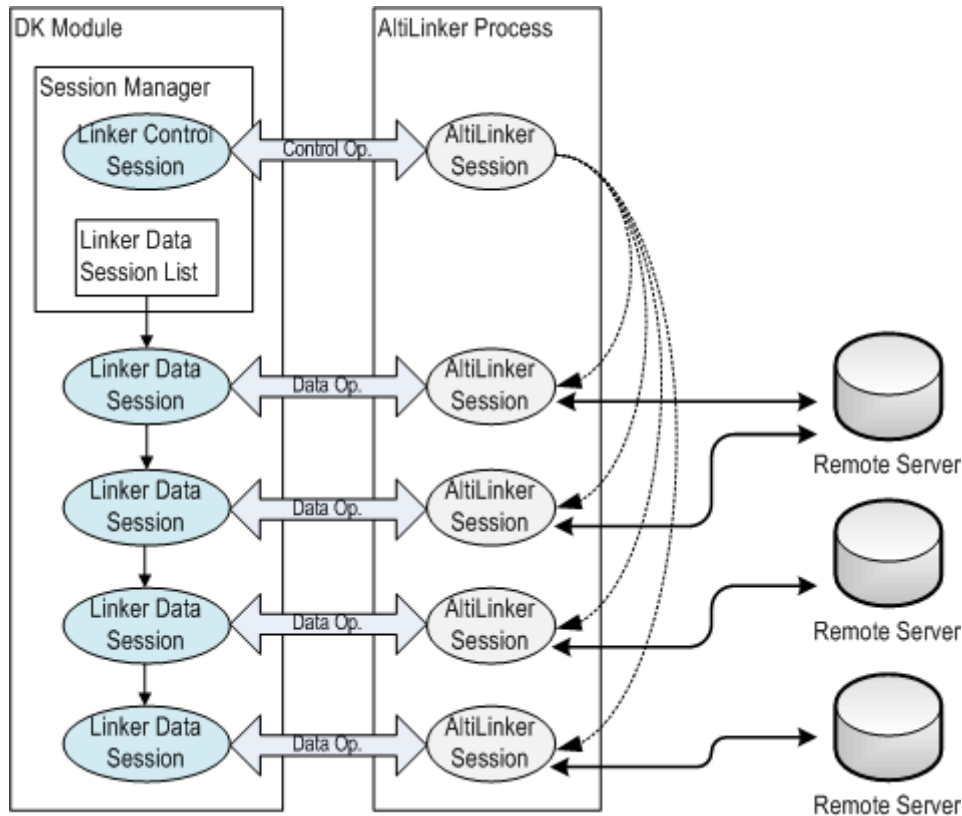 DK Module
AltiLinker Process
Session Manager
Linker Control
Session
Control Op.
AltiLinker
Session
Linker Data
Session List
Linker Data
Session
Data Op.
AltiLinker
Session
Remote Server
Linker Data
Session
Data Op.
AltiLinker
Session
Linker Data
Session
Data Op.
AltiLinker
Session
Remote Server
Linker Data
Session
Data Op.
AltiLinker
Session
Remote Server